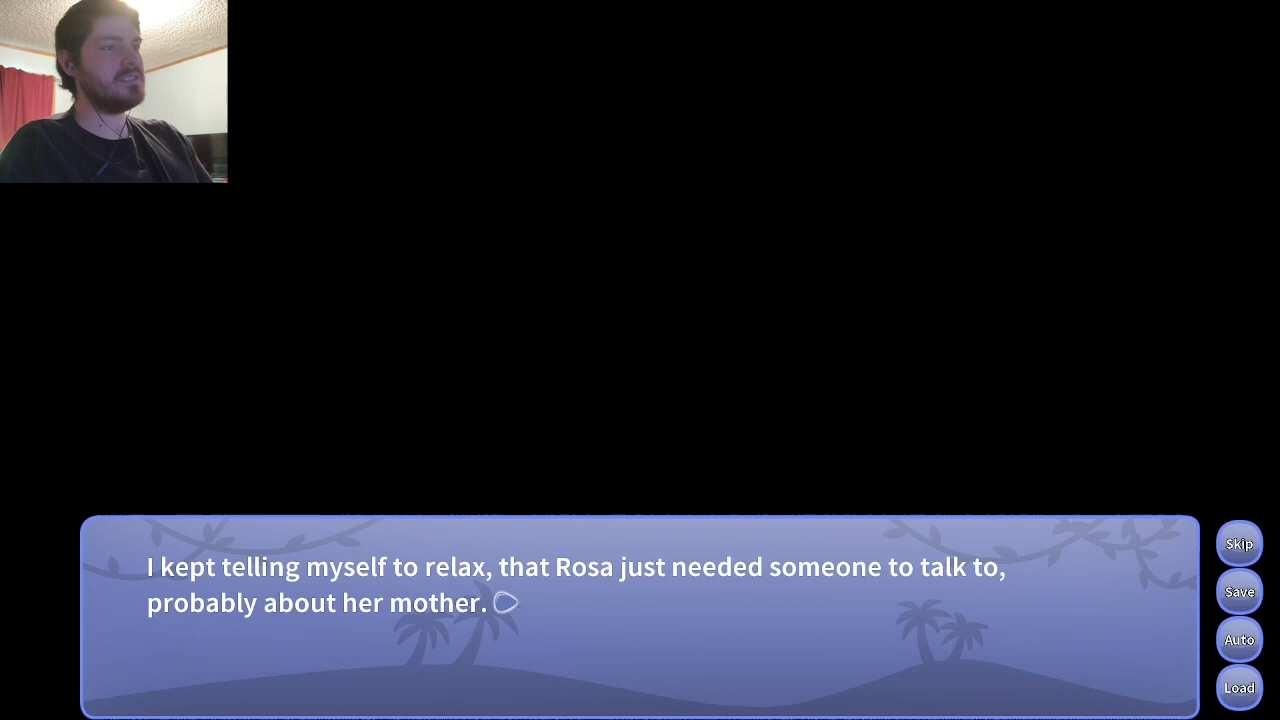 I kept telling myself to relax, that Rosa just needed someone to talk to,
probably about her mother.
Skip
Save
Auto
Load